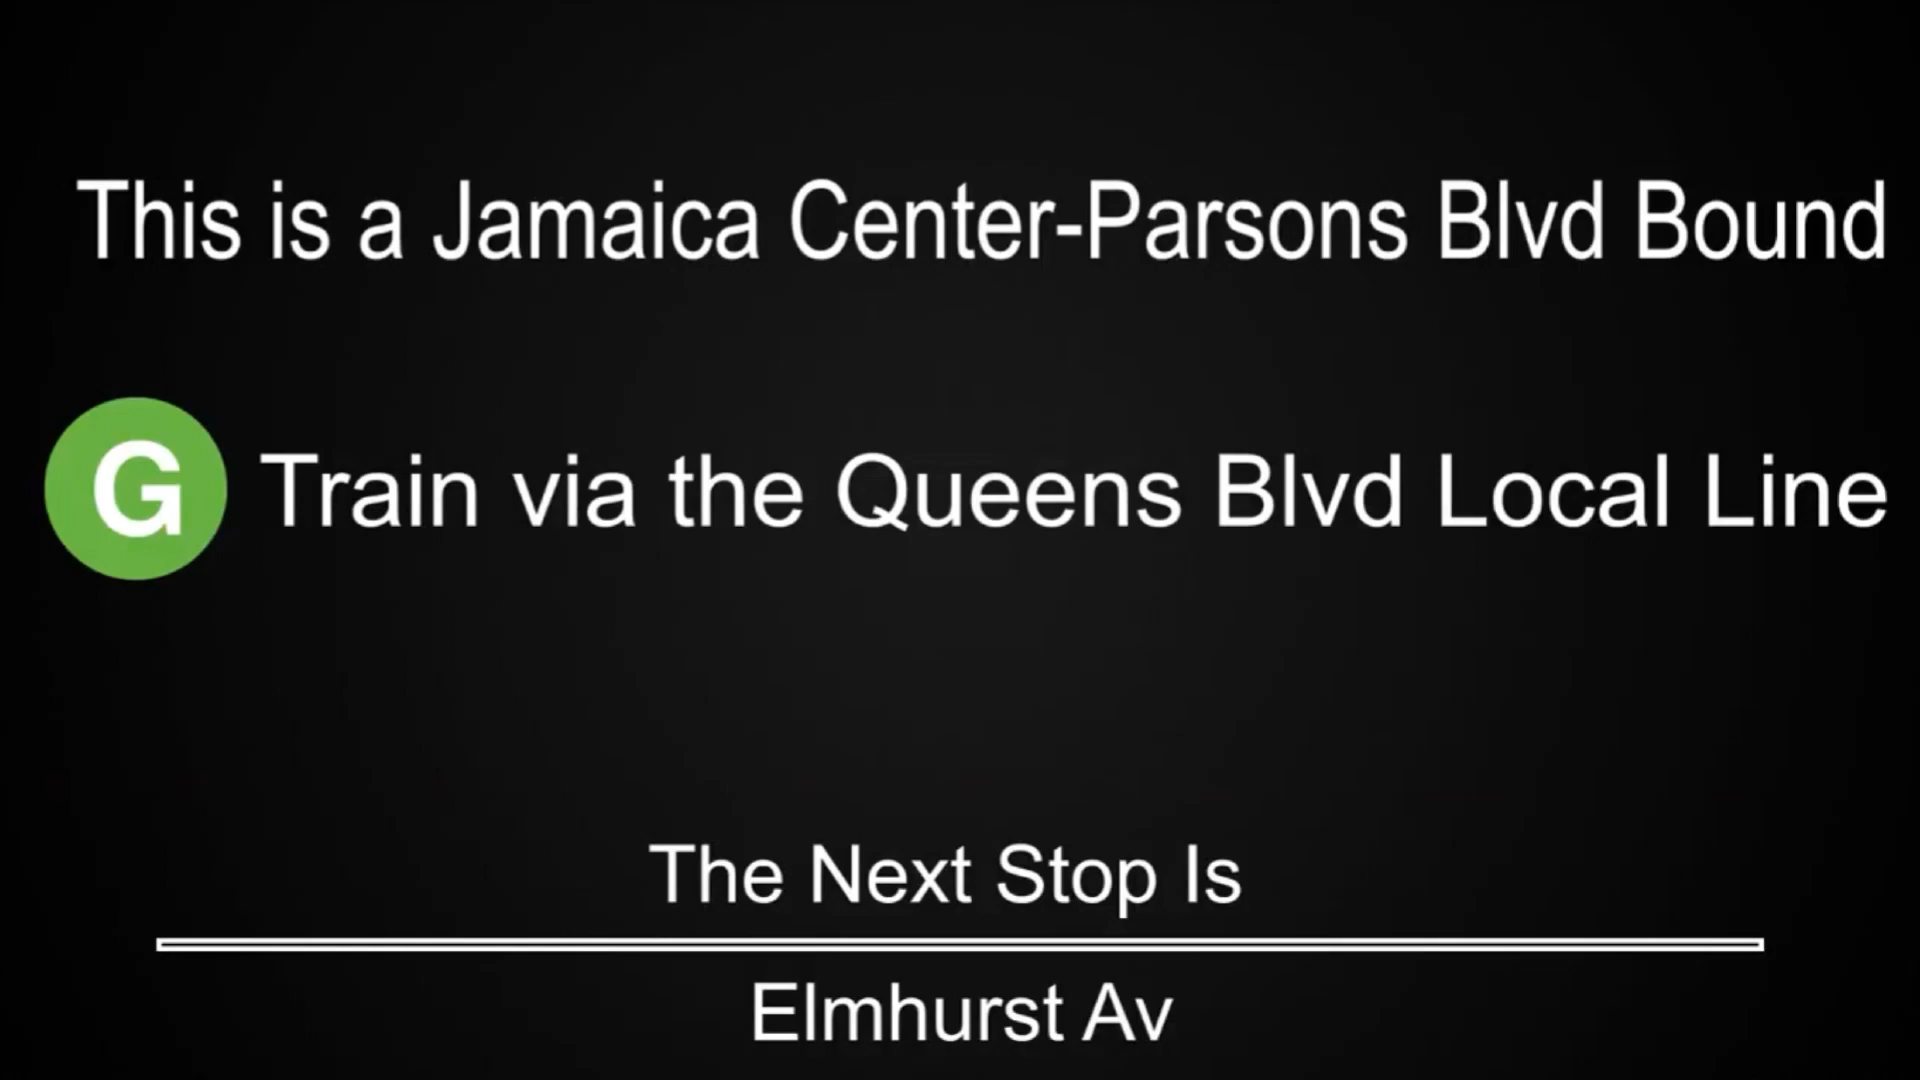 This is a Jamaica Center-Parsons Blvd Bound
G Train via the Queens Blvd Local Line
The Next Stop Is
Elmhurst Av